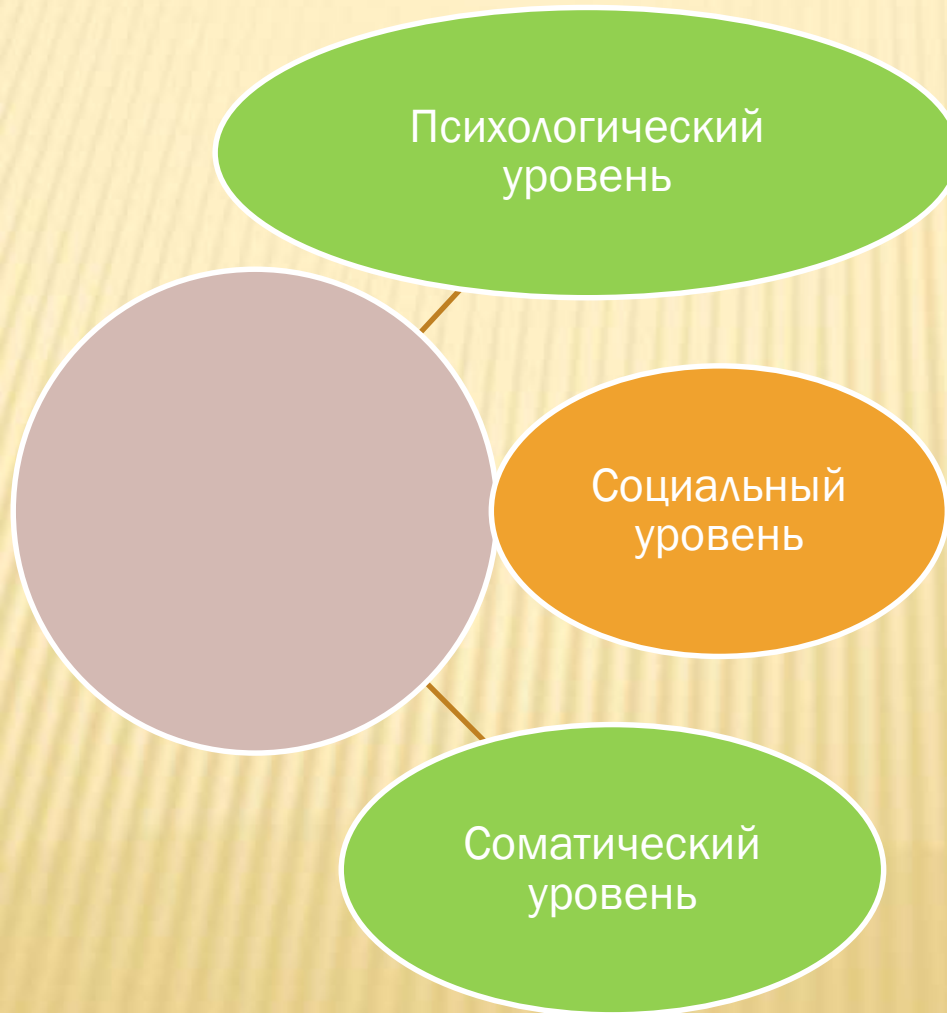 Психологический
уровень
Социальный
уровень
Соматический
уровень